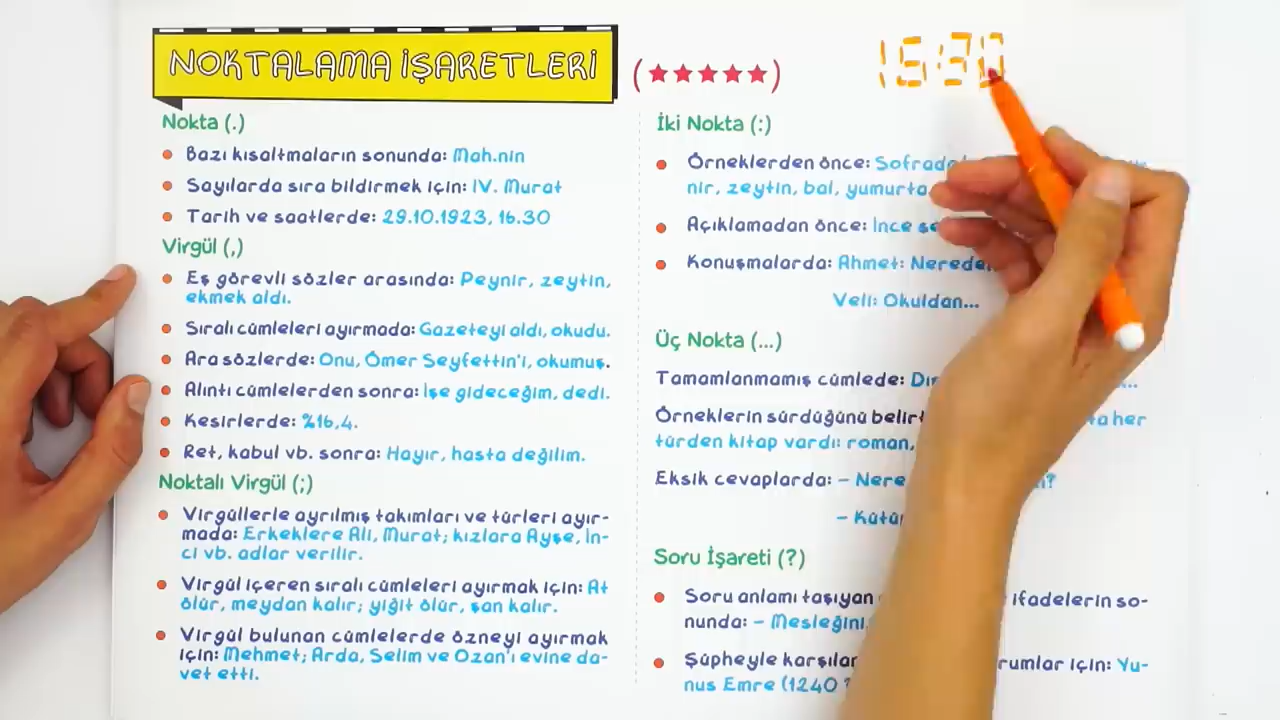 NOKTALAMA İŞARETLERİ
(★★★★★)
15:30
Nokta (.)
Bazı kısaltmaların sonunda: Mah.nin
Sayılarda sıra bildirmek için: IV. Murat
Tarih ve saatlerde: 29.10.1923, 16.30
Virgül (,)
Eş görevli sözler arasında: Peynir, zeytin,
ekmek aldı.
Sıralı cümleleri ayırmada: Gazeteyi aldı, okudu.
Ara sözlerde: Onu, Ömer Seyfettin'i, okumuş.
Alıntı cümlelerden sonra: İşe gideceğim, dedi.
Kesirlerde: %16,4.
Ret, kabul vb. sonra: Hayır, hasta değilim.
Noktalı Virgül (;)
Virgüllerle ayrılmış takımları ve türleri ayır-
mada: Erkeklere Ali, Murat; kızlara Ayşe, İn-
ci vb. adlar verilir.
Virgül içeren sıralı cümleleri ayırmak için: At
ölür, meydan kalır; yiğit ölür, şan kalır.
Virgül bulunan cümlelerde özneyi ayırmak
için: Mehmet; Arda, Selim ve Ozan'ı evine da-
vet etti.
İki Nokta (:)
Örneklerden önce:
nir, zeytin, bal, yumurta
Açıklamadan önce: İnce
Konuşmalarda: Ahmet:
Veli: Okuldan...
Üç Nokta (...)
Tamamlanmamış cümlede:
Örneklerin sürdüğünü her
türden kitap vardı: roman,
Eksik cevaplarda: –
–
Soru İşareti (?)
Soru anlamı taşıyan ifadelerin so-
nunda: – Mesleğini
Şüpheyle için: Yu-
nus Emre (1240